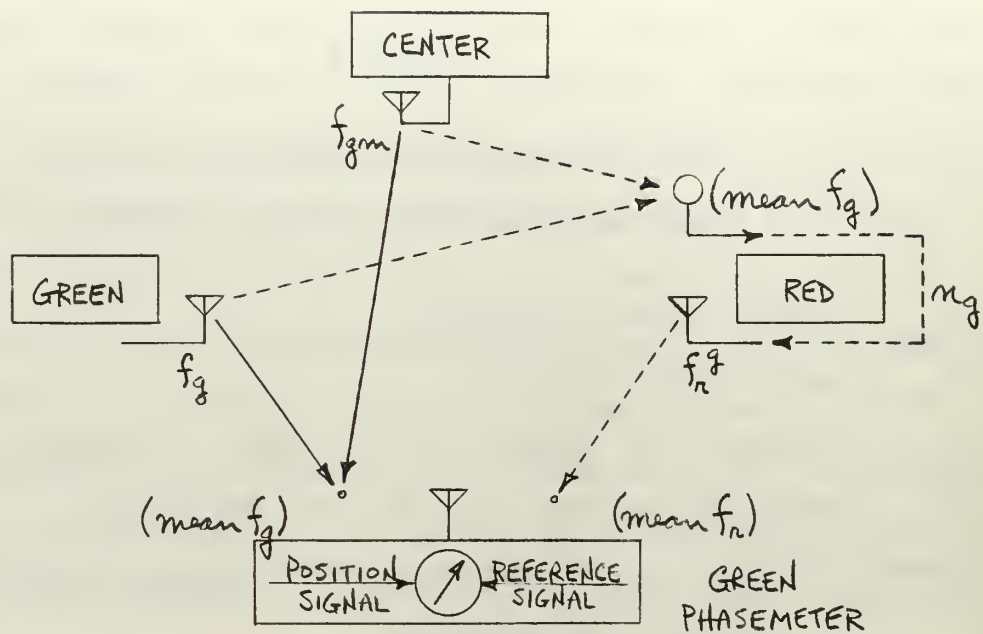 CENTER
f_gm
(mean f_g)
GREEN
RED
n_g
f_g
f_r^g
(mean f_g)
(mean f_r)
POSITION
SIGNAL
REFERENCE
SIGNAL
GREEN
PHASEMETER